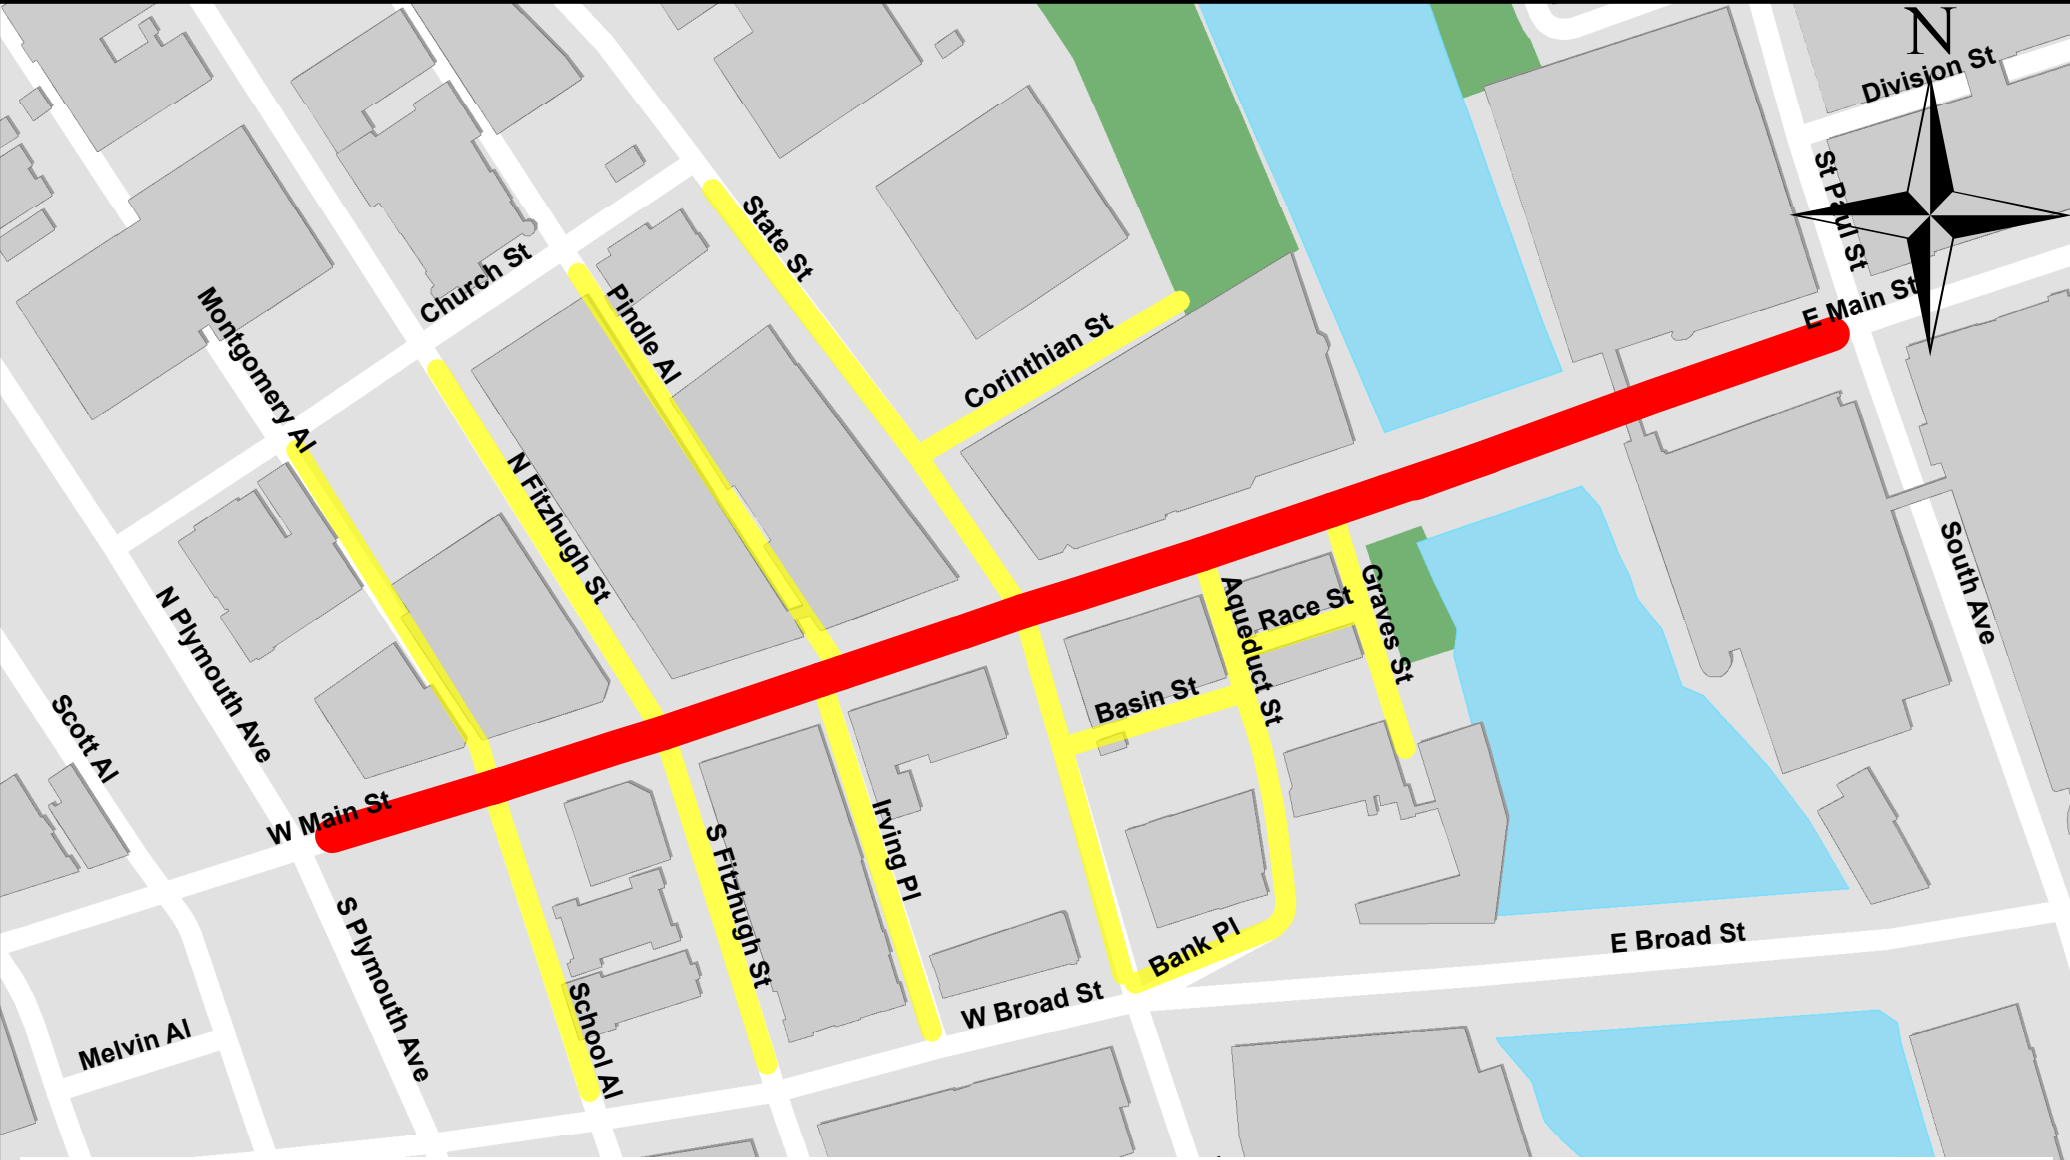 N
Division St
State St
St Paul St
Church St
Montgomery Al
Pindle Al
E Main St
Corinthian St
N Fitzhugh St
South Ave
Graves St
Aqueduct St
Race St
N Plymouth Ave
Basin St
Scott Al
W Main St
Irving Pl
S Fitzhugh St
S Plymouth Ave
Bank Pl
E Broad St
W Broad St
School Al
Melvin Al